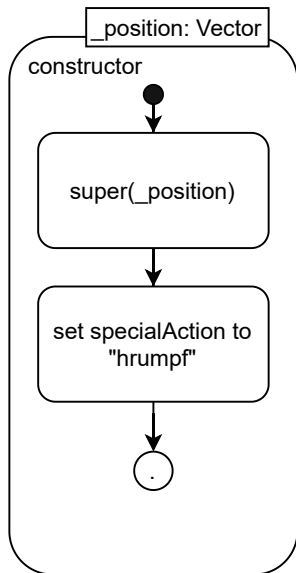 _position: Vector
constructor
super(_position)
set specialAction to
"hrumpf"
.